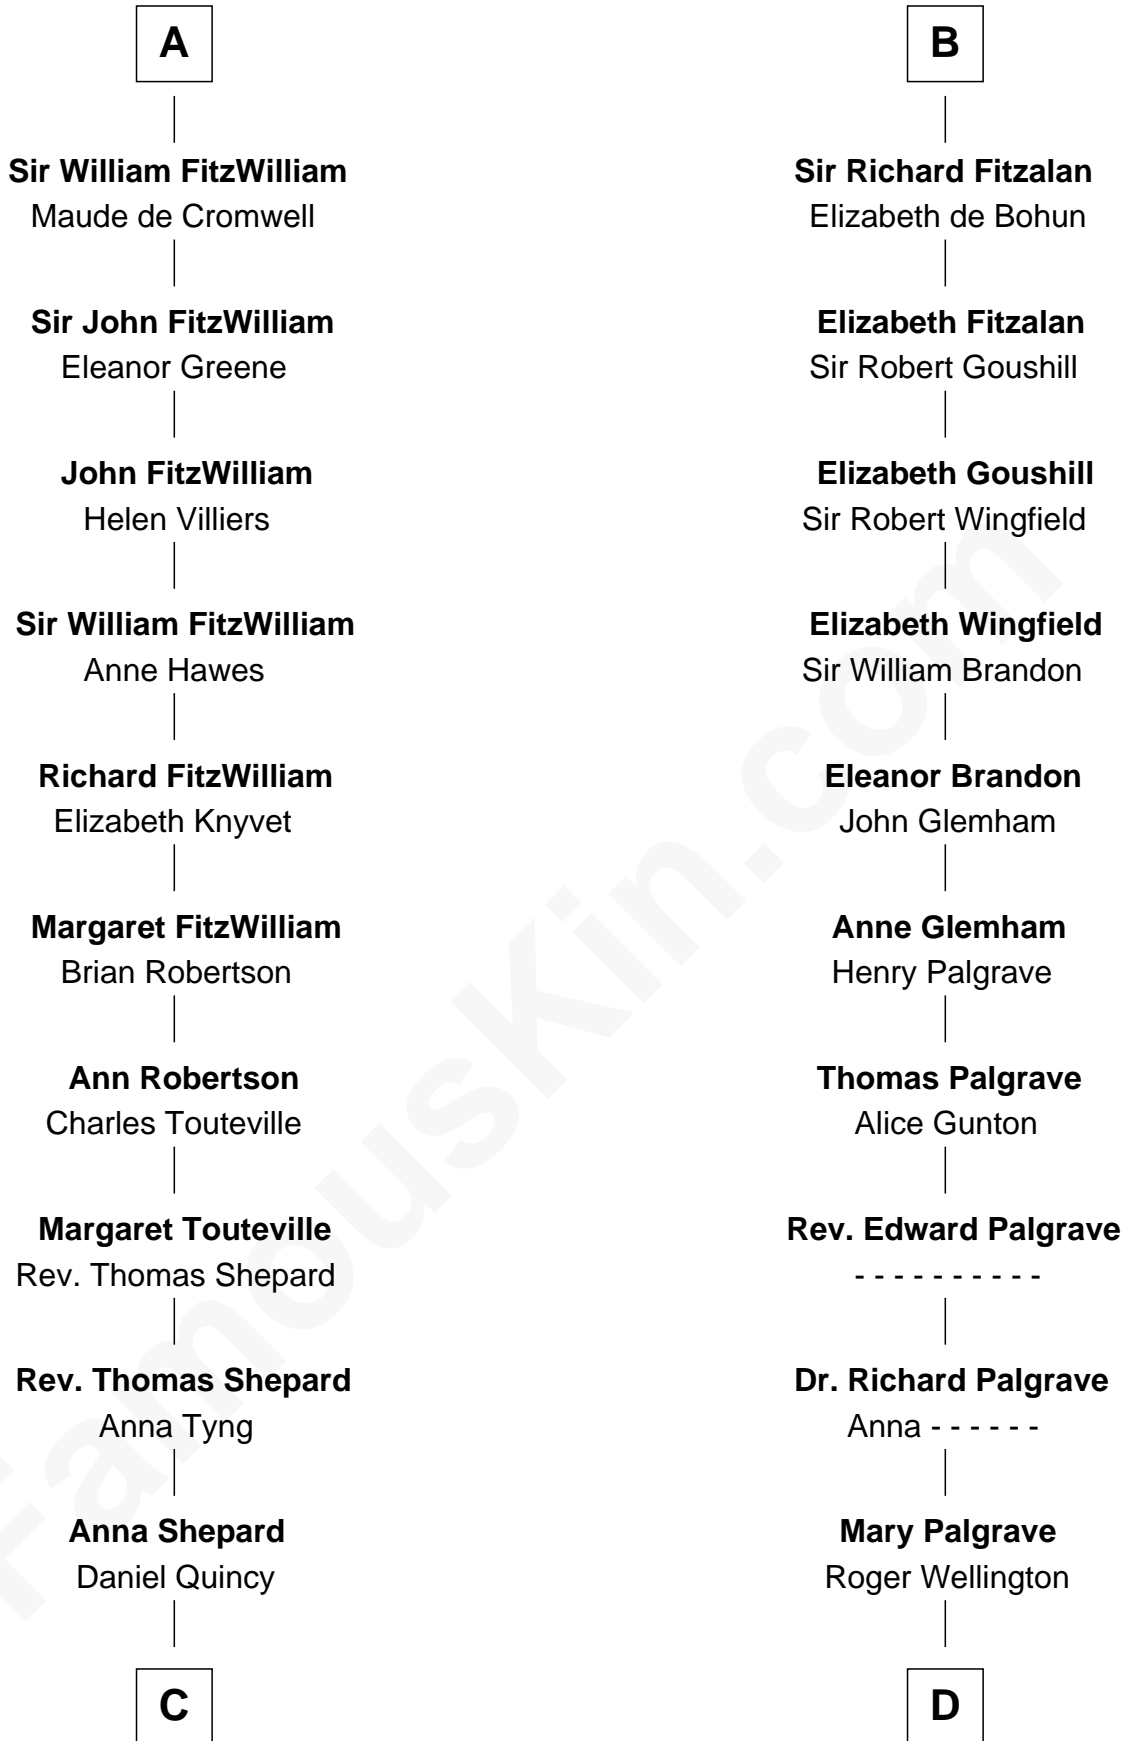 A
Sir William FitzWilliam
Maude de Cromwell
Sir John FitzWilliam
Eleanor Greene
John FitzWilliam
Helen Villiers
Sir William FitzWilliam
Anne Hawes
Richard FitzWilliam
Elizabeth Knyvet
Margaret FitzWilliam
Brian Robertson
Ann Robertson
Charles Touteville
Margaret Touteville
Rev. Thomas Shepard
Rev. Thomas Shepard
Anna Tyng
Anna Shepard
Daniel Quincy
C
B
Sir Richard Fitzalan
Elizabeth de Bohun
Elizabeth Fitzalan
Sir Robert Goushill
Elizabeth Goushill
Sir Robert Wingfield
Elizabeth Wingfield
Sir William Brandon
Eleanor Brandon
John Glemham
Anne Glemham
Henry Palgrave
Thomas Palgrave
Alice Gunton
Rev. Edward Palgrave
- - - - - - - - - -
Dr. Richard Palgrave
Anna - - - - - -
Mary Palgrave
Roger Wellington
D
FamousKin.com